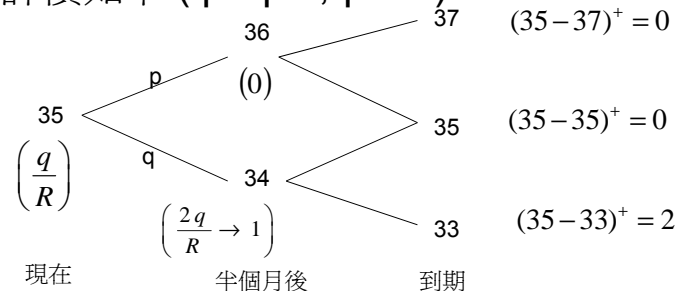 37 (35−37)⁺ = 0
36
p (0)
35 35 (35−35)⁺ = 0
(q/R) q 34
(2q/R → 1) 33 (35−33)⁺ = 2
現在 半個月後 到期